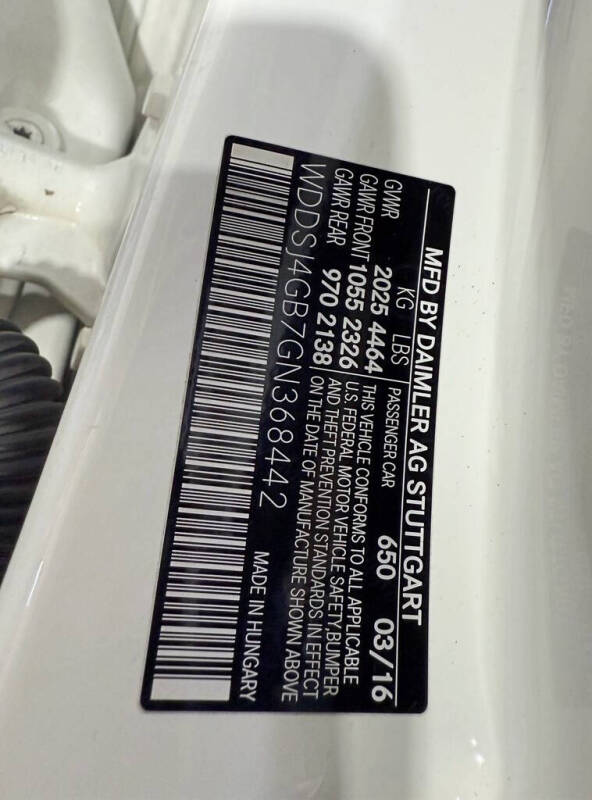 MFD BY DAIMLER AG STUTTGART
KG LBS PASSENGER CAR 650 03/16
GVWR 2025 4464 THIS VEHICLE CONFORMS TO ALL APPLICABLE
GAWR FRONT 1055 2326 U.S. FEDERAL MOTOR VEHICLE SAFETY,BUMPER
GAWR REAR 970 2138 AND THEFT PREVENTION STANDARDS IN EFFECT
ON THE DATE OF MANUFACTURE SHOWN ABOVE
WDDSJ4GB7GN368442 MADE IN HUNGARY